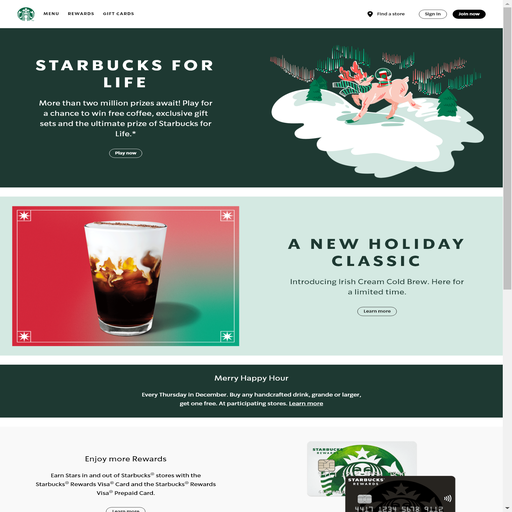 MENU REWARDS GIFT CARDS Find a store Sign in Join now
STARBUCKS FOR
LIFE
More than two million prizes await! Play for
a chance to win free coffee, exclusive gift
sets and the ultimate prize of Starbucks for
Life.*
Play now
A NEW HOLIDAY
CLASSIC
Introducing Irish Cream Cold Brew. Here for
a limited time.
Learn more
Merry Happy Hour
Every Thursday in December. Buy any handcrafted drink, grande or larger,
get one free. At participating stores. Learn more
Enjoy more Rewards
Earn Stars in and out of Starbucks® stores with the
Starbucks® Rewards Visa® Card and the Starbucks® Rewards
Visa® Prepaid Card.
Learn more
STARBUCKS
REWARDS
STARBUCKS
REWARDS
4417 1234 5678 9112